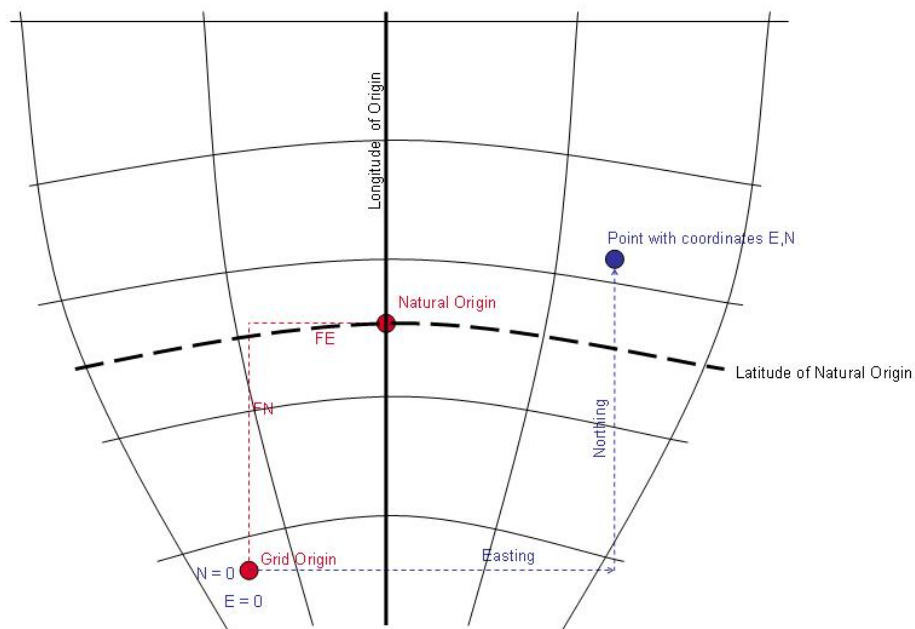 Longitude of Origin
Point with coordinates E,N
Natural Origin
FE
Latitude of Natural Origin
FN
Northing
Grid Origin
Easting
N = 0
E = 0